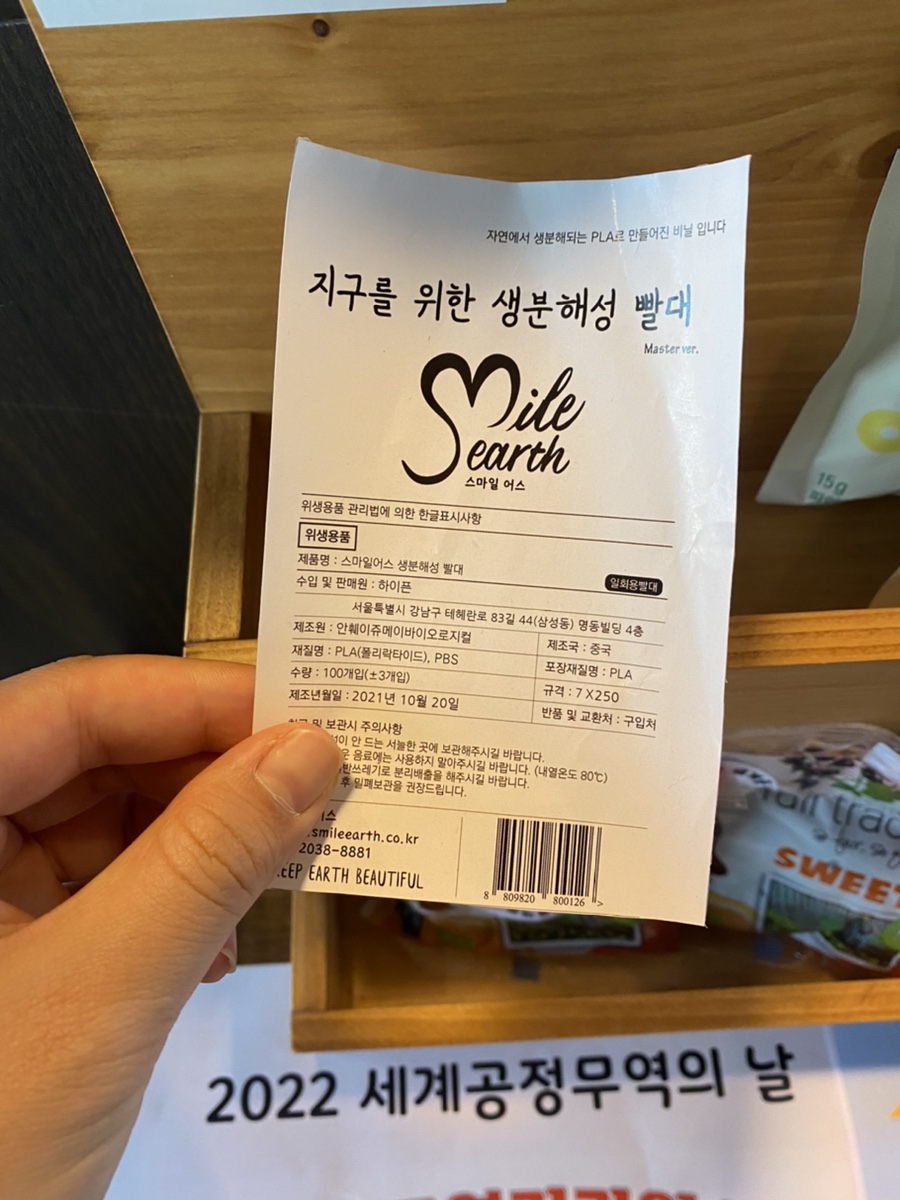 자연에서 생분해되는 PLA로 만들어진 비닐 입니다
지구를 위한 생분해성 빨대
Master ver.
Smile
earth
스마일 어스
위생용품 관리법에 의한 한글표시사항
위생용품
제품명 : 스마일어스 생분해성 빨대
일회용빨대
수입 및 판매원 : 하이픈
서울특별시 강남구 테헤란로 83길 44(삼성동) 명동빌딩 4층
제조원 : 안훼이쥬메이바이오로지컬
제조국 : 중국
재질명 : PLA(폴리락타이드), PBS
포장재질명 : PLA
수량 : 100개입(±3개입)
규격 : 7 X250
제조년월일 : 2021년 10월 20일
반품 및 교환처 : 구입처
및 보관시 주의사항
안 드는 서늘한 곳에 보관해주시길 바랍니다.
음료에는 사용하지 말아주시길 바랍니다. (내열온도 80℃)
분리배출을 해주시길 바랍니다.
후 밀폐보관을 권장드립니다.
.smileearth.co.kr
2038-8881
EARTH BEAUTIFUL
8 809820 800126 >
15g
trad
SWEET
2022 세계공정무역의 날